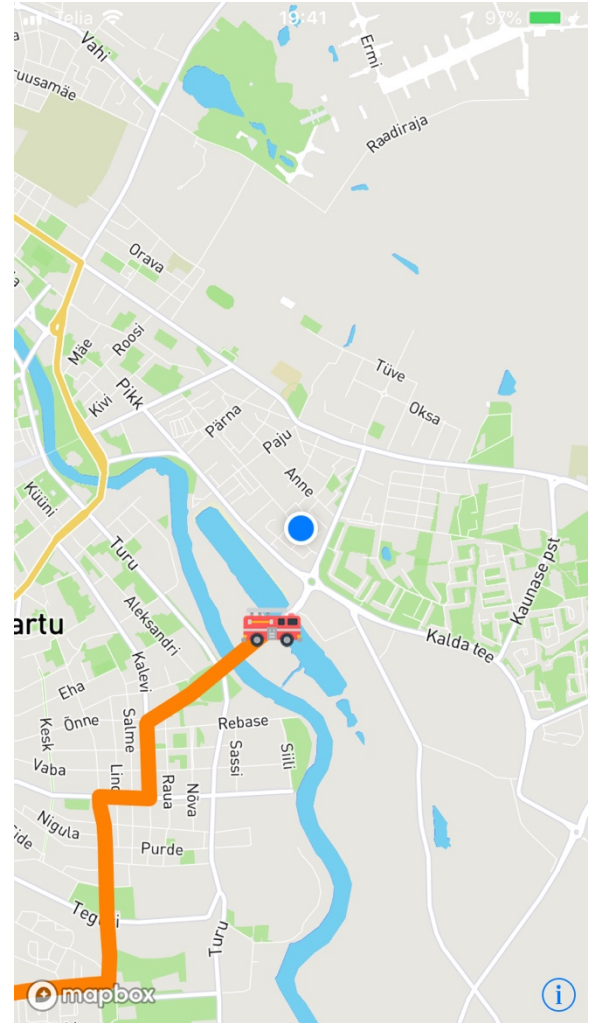 Telia
19:41
97%
Vahi
Ermi
Raadiraja
Orava
Mäe
Roosi
Kivi
Pikk
Pärna
Paju
Anne
Tüve
Oksa
Küüni
Turu
Aleksandri
Kaunase pst
Kalda tee
artu
Kalevi
Eha
Õnne
Salme
Kesk
Rebase
Sassi
Siili
Vaba
Raua
Nõva
Nigula
Purde
Turu
mapbox
i